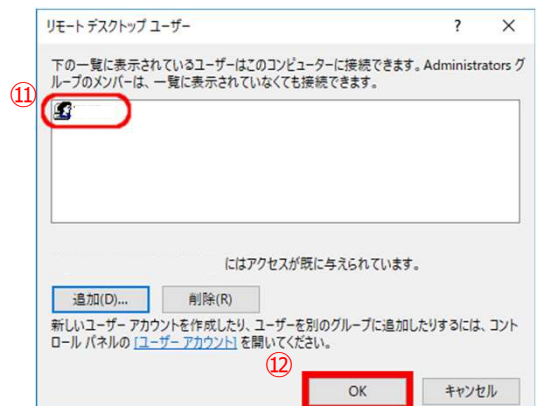 リモート デスクトップ ユーザー
下の一覧に表示されているユーザーはこのコンピューターに接続できます。Administrators グ
ループのメンバーは、一覧に表示されていなくても接続できます。
⑪
にはアクセスが既に与えられています。
追加(D)... 削除(R)
新しいユーザー アカウントを作成したり、ユーザーを別のグループに追加したりするには、コント
ロール パネルの [ユーザー アカウント] を開いてください。
⑫
OK キャンセル